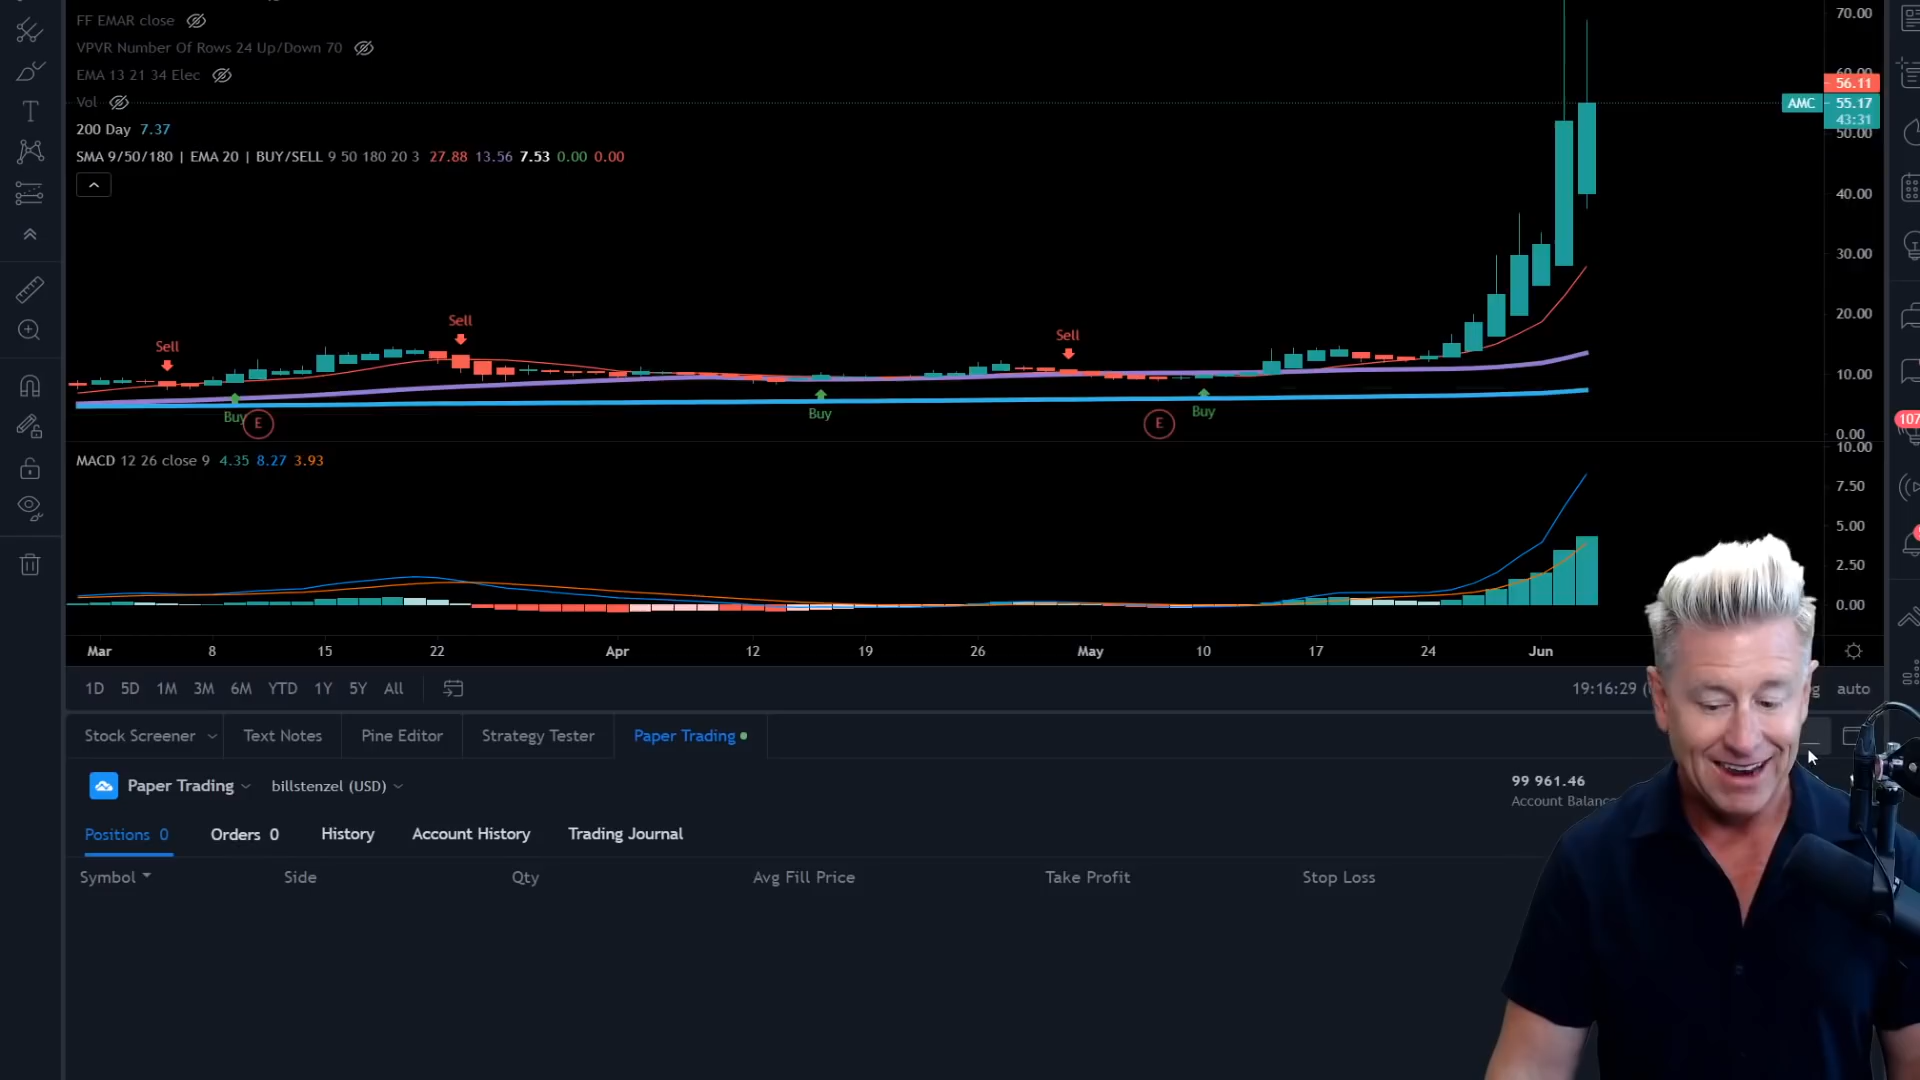 FF EMAR close
VPVR Number Of Rows 24 Up/Down 70
EMA 13 21 34 Elec
Vol
200 Day 7.37
SMA 9/50/180 | EMA 20 | BUY/SELL 9 50 180 20 3 27.88 13.56 7.53 0.00 0.00
70.00
60.00
56.11
AMC 55.17
43:31
50.00
40.00
30.00
20.00
10.00
0.00
Sell
Sell
Sell
Buy
E
Buy
E
Buy
MACD 12 26 close 9 4.35 8.27 3.93
10.00
7.50
5.00
2.50
0.00
107
Mar 8 15 22 Apr 12 19 26 May 10 17 24 Jun
1D 5D 1M 3M 6M YTD 1Y 5Y All
19:16:29
auto
Stock Screener Text Notes Pine Editor Strategy Tester Paper Trading
Paper Trading billstenzel (USD)
99 961.46
Account Balanc
Positions 0 Orders 0 History Account History Trading Journal
Symbol Side Qty Avg Fill Price Take Profit Stop Loss